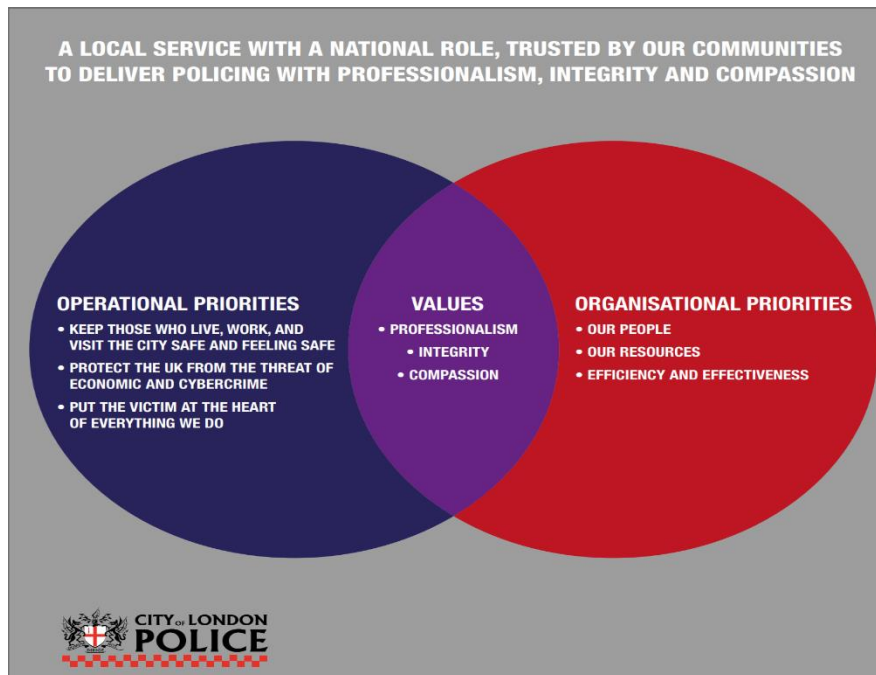 A LOCAL SERVICE WITH A NATIONAL ROLE, TRUSTED BY OUR COMMUNITIES
TO DELIVER POLICING WITH PROFESSIONALISM, INTEGRITY AND COMPASSION
OPERATIONAL PRIORITIES
• KEEP THOSE WHO LIVE, WORK, AND
VISIT THE CITY SAFE AND FEELING SAFE
• PROTECT THE UK FROM THE THREAT OF
ECONOMIC AND CYBERCRIME
• PUT THE VICTIM AT THE HEART
OF EVERYTHING WE DO
VALUES
• PROFESSIONALISM
• INTEGRITY
• COMPASSION
ORGANISATIONAL PRIORITIES
• OUR PEOPLE
• OUR RESOURCES
• EFFICIENCY AND EFFECTIVENESS
CITY OF LONDON
POLICE